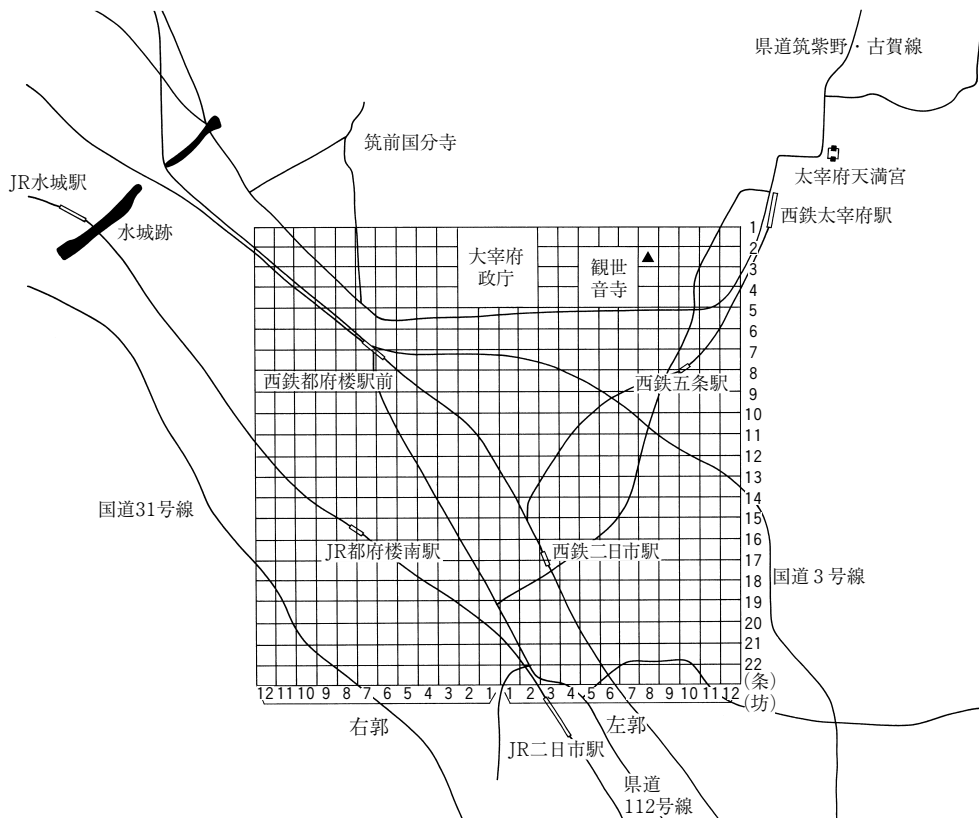 県道筑紫野・古賀線
筑前国分寺
太宰府天満宮
JR水城駅
西鉄太宰府駅
水城跡
大宰府
政庁
観世
音寺
1
2
3
4
5
6
7
8
9
10
11
12
13
14
15
16
17
18
19
20
21
22
(条)
(坊)
西鉄都府楼駅前
西鉄五条駅
国道31号線
JR都府楼南駅
西鉄二日市駅
国道3号線
12 11 10 9 8 7 6 5 4 3 2 1 1 2 3 4 5 6 7 8 9 10 11 12
右郭
左郭
JR二日市駅
県道
112号線